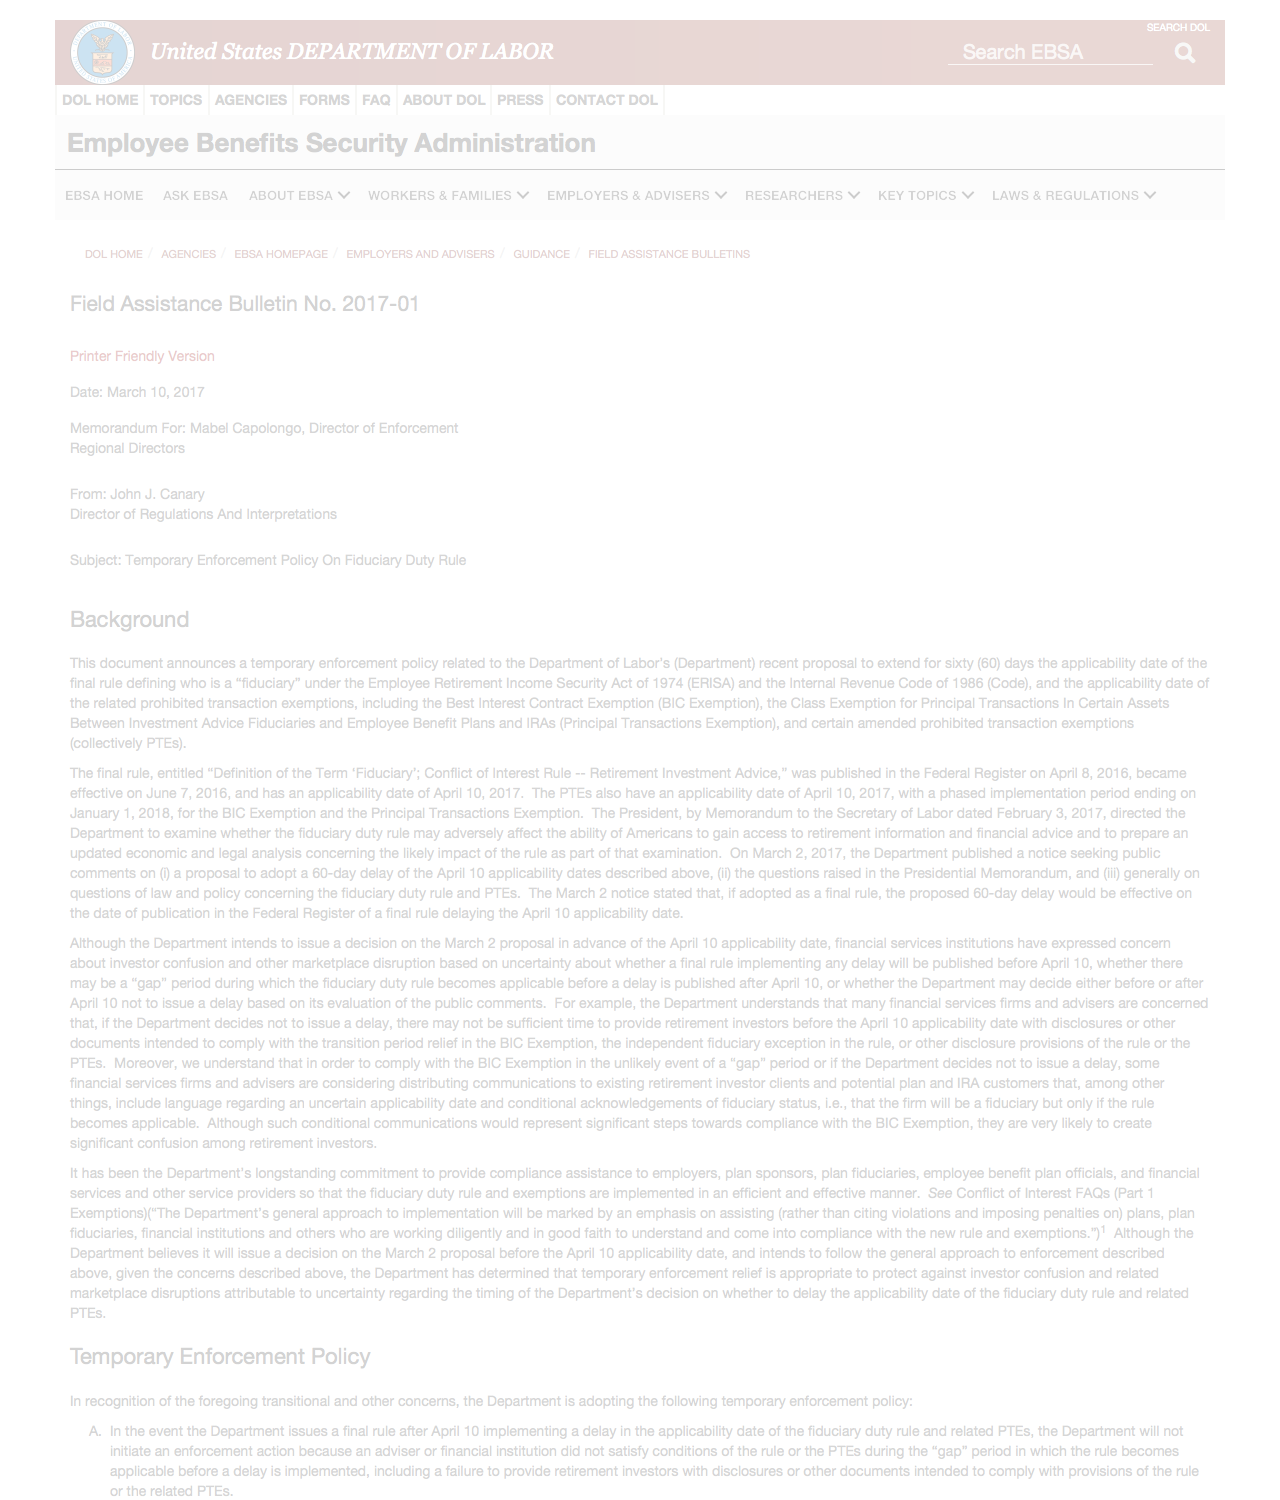 SEARCH DOL
United States DEPARTMENT OF LABOR
Search EBSA
DOL HOME TOPICS AGENCIES FORMS FAQ ABOUT DOL PRESS CONTACT DOL
Employee Benefits Security Administration
EBSA HOME ASK EBSA ABOUT EBSA WORKERS & FAMILIES EMPLOYERS & ADVISERS RESEARCHERS KEY TOPICS LAWS & REGULATIONS
DOL HOME / AGENCIES / EBSA HOMEPAGE / EMPLOYERS AND ADVISERS / GUIDANCE / FIELD ASSISTANCE BULLETINS
Field Assistance Bulletin No. 2017-01
Printer Friendly Version
Date: March 10, 2017
Memorandum For: Mabel Capolongo, Director of Enforcement
Regional Directors
From: John J. Canary
Director of Regulations And Interpretations
Subject: Temporary Enforcement Policy On Fiduciary Duty Rule
Background
This document announces a temporary enforcement policy related to the Department of Labor's (Department) recent proposal to extend for sixty (60) days the applicability date of the
final rule defining who is a “fiduciary” under the Employee Retirement Income Security Act of 1974 (ERISA) and the Internal Revenue Code of 1986 (Code), and the applicability date of
the related prohibited transaction exemptions, including the Best Interest Contract Exemption (BIC Exemption), the Class Exemption for Principal Transactions In Certain Assets
Between Investment Advice Fiduciaries and Employee Benefit Plans and IRAs (Principal Transactions Exemption), and certain amended prohibited transaction exemptions
(collectively PTEs).
The final rule, entitled “Definition of the Term ‘Fiduciary’; Conflict of Interest Rule -- Retirement Investment Advice,” was published in the Federal Register on April 8, 2016, became
effective on June 7, 2016, and has an applicability date of April 10, 2017. The PTEs also have an applicability date of April 10, 2017, with a phased implementation period ending on
January 1, 2018, for the BIC Exemption and the Principal Transactions Exemption. The President, by Memorandum to the Secretary of Labor dated February 3, 2017, directed the
Department to examine whether the fiduciary duty rule may adversely affect the ability of Americans to gain access to retirement information and financial advice and to prepare an
updated economic and legal analysis concerning the likely impact of the rule as part of that examination. On March 2, 2017, the Department published a notice seeking public
comments on (i) a proposal to adopt a 60-day delay of the April 10 applicability dates described above, (ii) the questions raised in the Presidential Memorandum, and (iii) generally on
questions of law and policy concerning the fiduciary duty rule and PTEs. The March 2 notice stated that, if adopted as a final rule, the proposed 60-day delay would be effective on
the date of publication in the Federal Register of a final rule delaying the April 10 applicability date.
Although the Department intends to issue a decision on the March 2 proposal in advance of the April 10 applicability date, financial services institutions have expressed concern
about investor confusion and other marketplace disruption based on uncertainty about whether a final rule implementing any delay will be published before April 10, whether there
may be a “gap” period during which the fiduciary duty rule becomes applicable before a delay is published after April 10, or whether the Department may decide either before or after
April 10 not to issue a delay based on its evaluation of the public comments. For example, the Department understands that many financial services firms and advisers are concerned
that, if the Department decides not to issue a delay, there may not be sufficient time to provide retirement investors before the April 10 applicability date with disclosures or other
documents intended to comply with the transition period relief in the BIC Exemption, the independent fiduciary exception in the rule, or other disclosure provisions of the rule or the
PTEs. Moreover, we understand that in order to comply with the BIC Exemption in the unlikely event of a “gap” period or if the Department decides not to issue a delay, some
financial services firms and advisers are considering distributing communications to existing retirement investor clients and potential plan and IRA customers that, among other
things, include language regarding an uncertain applicability date and conditional acknowledgements of fiduciary status, i.e., that the firm will be a fiduciary but only if the rule
becomes applicable. Although such conditional communications would represent significant steps towards compliance with the BIC Exemption, they are very likely to create
significant confusion among retirement investors.
It has been the Department's longstanding commitment to provide compliance assistance to employers, plan sponsors, plan fiduciaries, employee benefit plan officials, and financial
services and other service providers so that the fiduciary duty rule and exemptions are implemented in an efficient and effective manner. See Conflict of Interest FAQs (Part 1
Exemptions)(“The Department's general approach to implementation will be marked by an emphasis on assisting (rather than citing violations and imposing penalties on) plans, plan
fiduciaries, financial institutions and others who are working diligently and in good faith to understand and come into compliance with the new rule and exemptions.”)1 Although the
Department believes it will issue a decision on the March 2 proposal before the April 10 applicability date, and intends to follow the general approach to enforcement described
above, given the concerns described above, the Department has determined that temporary enforcement relief is appropriate to protect against investor confusion and related
marketplace disruptions attributable to uncertainty regarding the timing of the Department's decision on whether to delay the applicability date of the fiduciary duty rule and related
PTEs.
Temporary Enforcement Policy
In recognition of the foregoing transitional and other concerns, the Department is adopting the following temporary enforcement policy:
A. In the event the Department issues a final rule after April 10 implementing a delay in the applicability date of the fiduciary duty rule and related PTEs, the Department will not
initiate an enforcement action because an adviser or financial institution did not satisfy conditions of the rule or the PTEs during the “gap” period in which the rule becomes
applicable before a delay is implemented, including a failure to provide retirement investors with disclosures or other documents intended to comply with provisions of the rule
or the related PTEs.